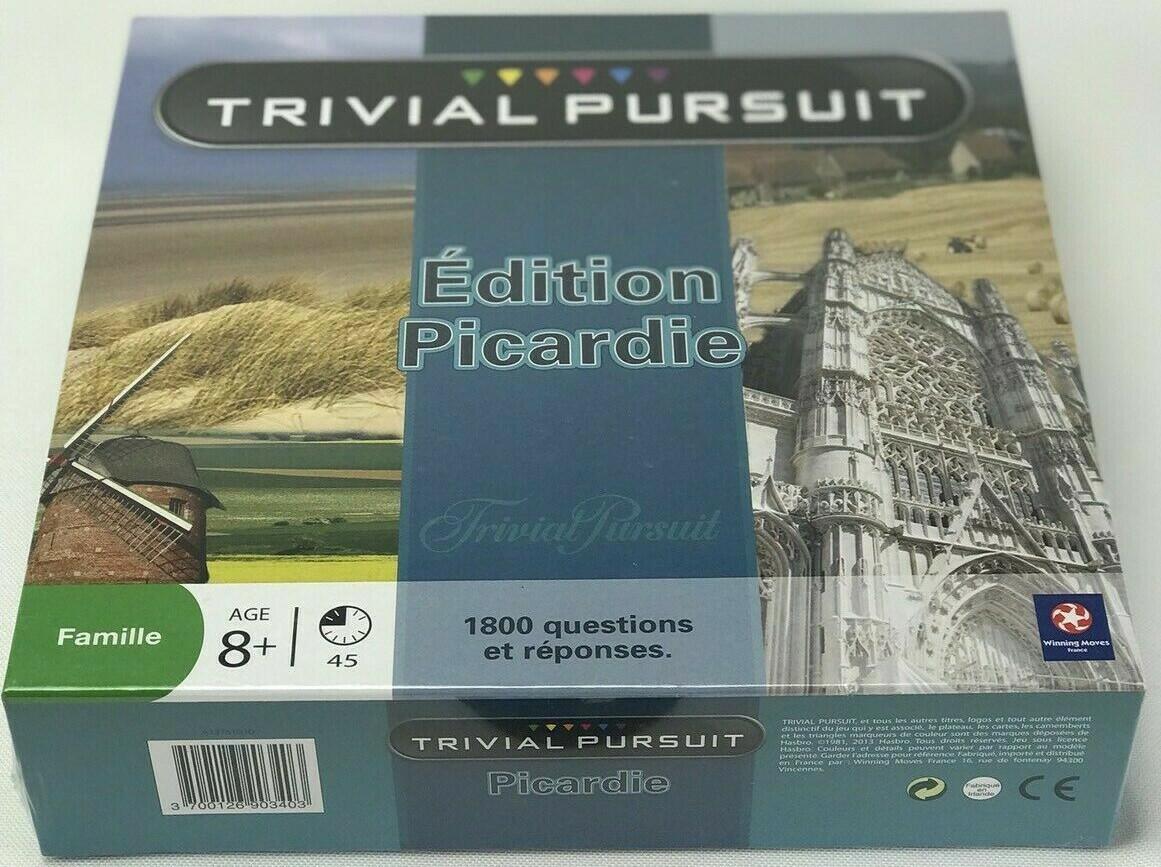 TRIVIAL PURSUIT
Édition
Picardie
Trivial Pursuit
Famille
AGE
8+
45
1800 questions
et réponses.
Winning Moves
France
TRIVIAL PURSUIT
Picardie
3 700126 903403
TRIVIAL PURSUIT, et tous les autres titres, logos et tout autre élément
distinctif du jeu qui y est associé, le plateau, les cartes, les camemberts
et les triangles marqueurs de couleur sont des marques déposées de
Hasbro. ©1981, 2013 Hasbro. Tous droits réservés. Jeu sous licence
Hasbro. Couleurs et détails peuvent varier par rapport au modèle
présenté. Garder l'adresse pour référence. Fabriqué, importé et distribué
en France par : Winning Moves France 16, rue de fontenay 94300
Vincennes.
Fabriqué
en
Irlande
CE